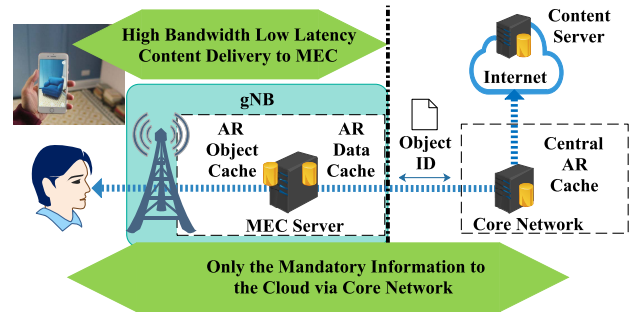 High Bandwidth Low Latency
Content Delivery to MEC
Content
Server
Internet
gNB
AR
Object
Cache
AR
Data
Cache
MEC Server
Object
ID
Central
AR
Cache
Core Network
Only the Mandatory Information to
the Cloud via Core Network